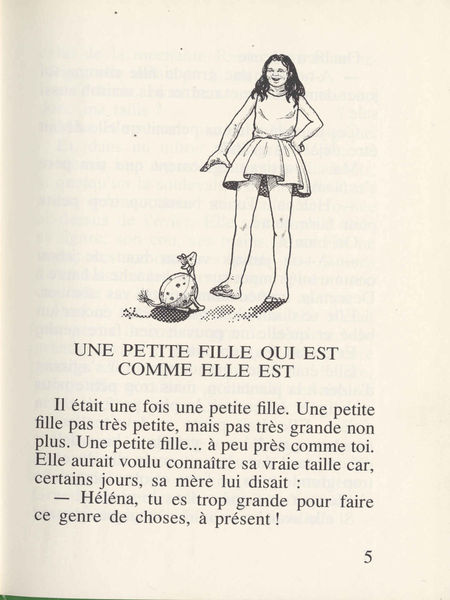 UNE PETITE FILLE QUI EST
COMME ELLE EST
Il était une fois une petite fille. Une petite
fille pas très petite, mais pas très grande non
plus. Une petite fille... à peu près comme toi.
Elle aurait voulu connaître sa vraie taille car,
certains jours, sa mère lui disait :
— Héléna, tu es trop grande pour faire
ce genre de choses, à présent !
5